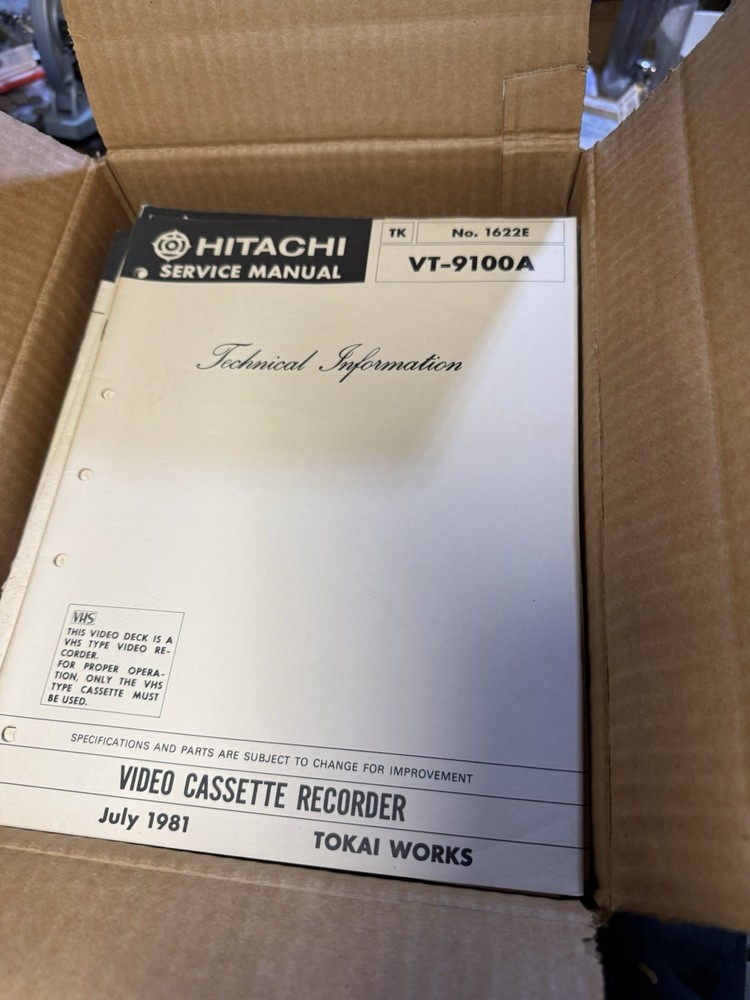 HITACHI
SERVICE MANUAL
TK
No. 1622E
VT-9100A
Technical Information
VHS
THIS VIDEO DECK IS A
VHS TYPE VIDEO RE-
CORDER.
FOR PROPER OPERA-
TION, ONLY THE VHS
TYPE CASSETTE MUST
BE USED.
SPECIFICATIONS AND PARTS ARE SUBJECT TO CHANGE FOR IMPROVEMENT
VIDEO CASSETTE RECORDER
July 1981
TOKAI WORKS